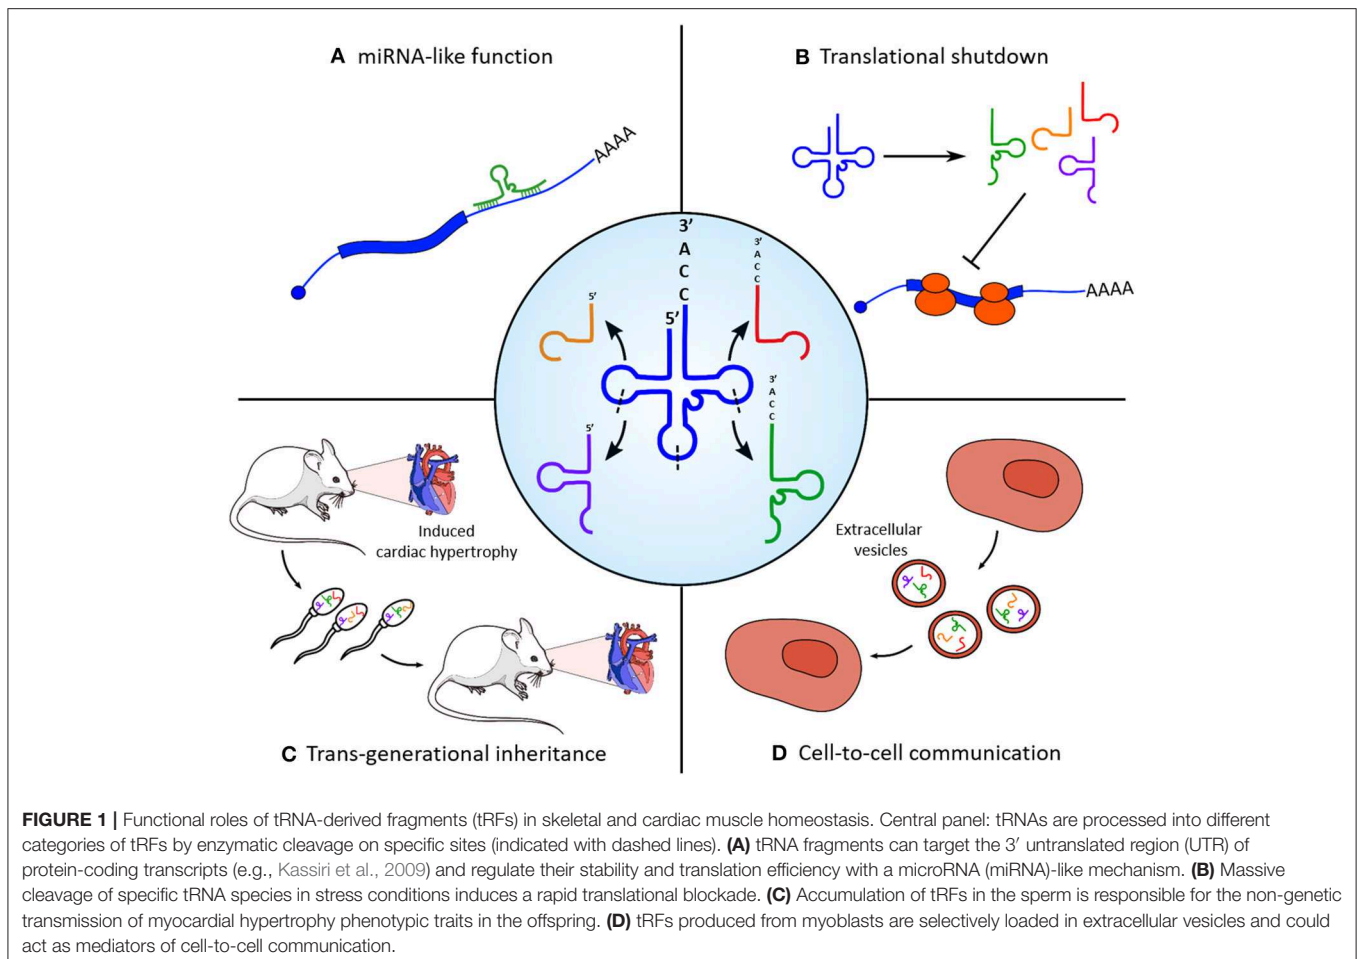 A miRNA-like function
AAAA
B Translational shutdown
AAAA
3′
A
C
C
5′
5′
3′
A
C
C
5′
3′
A
C
C
Induced
cardiac hypertrophy
C Trans-generational inheritance
Extracellular
vesicles
D Cell-to-cell communication
FIGURE 1 | Functional roles of tRNA-derived fragments (tRFs) in skeletal and cardiac muscle homeostasis. Central panel: tRNAs are processed into different
categories of tRFs by enzymatic cleavage on specific sites (indicated with dashed lines). (A) tRNA fragments can target the 3′ untranslated region (UTR) of
protein-coding transcripts (e.g., Kassiri et al., 2009) and regulate their stability and translation efficiency with a microRNA (miRNA)-like mechanism. (B) Massive
cleavage of specific tRNA species in stress conditions induces a rapid translational blockade. (C) Accumulation of tRFs in the sperm is responsible for the non-genetic
transmission of myocardial hypertrophy phenotypic traits in the offspring. (D) tRFs produced from myoblasts are selectively loaded in extracellular vesicles and could
act as mediators of cell-to-cell communication.